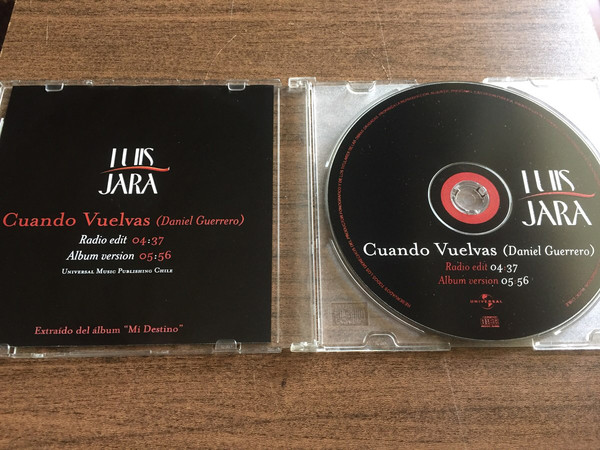 LUIS
JARA
Cuando Vuelvas (Daniel Guerrero)
Radio edit 04:37
Album version 05:56
Universal Music Publishing Chile
Extraído del álbum "Mi Destino"
LUIS
JARA
Cuando Vuelvas (Daniel Guerrero)
Radio edit 04:37
Album version 05:56
UNIVERSAL